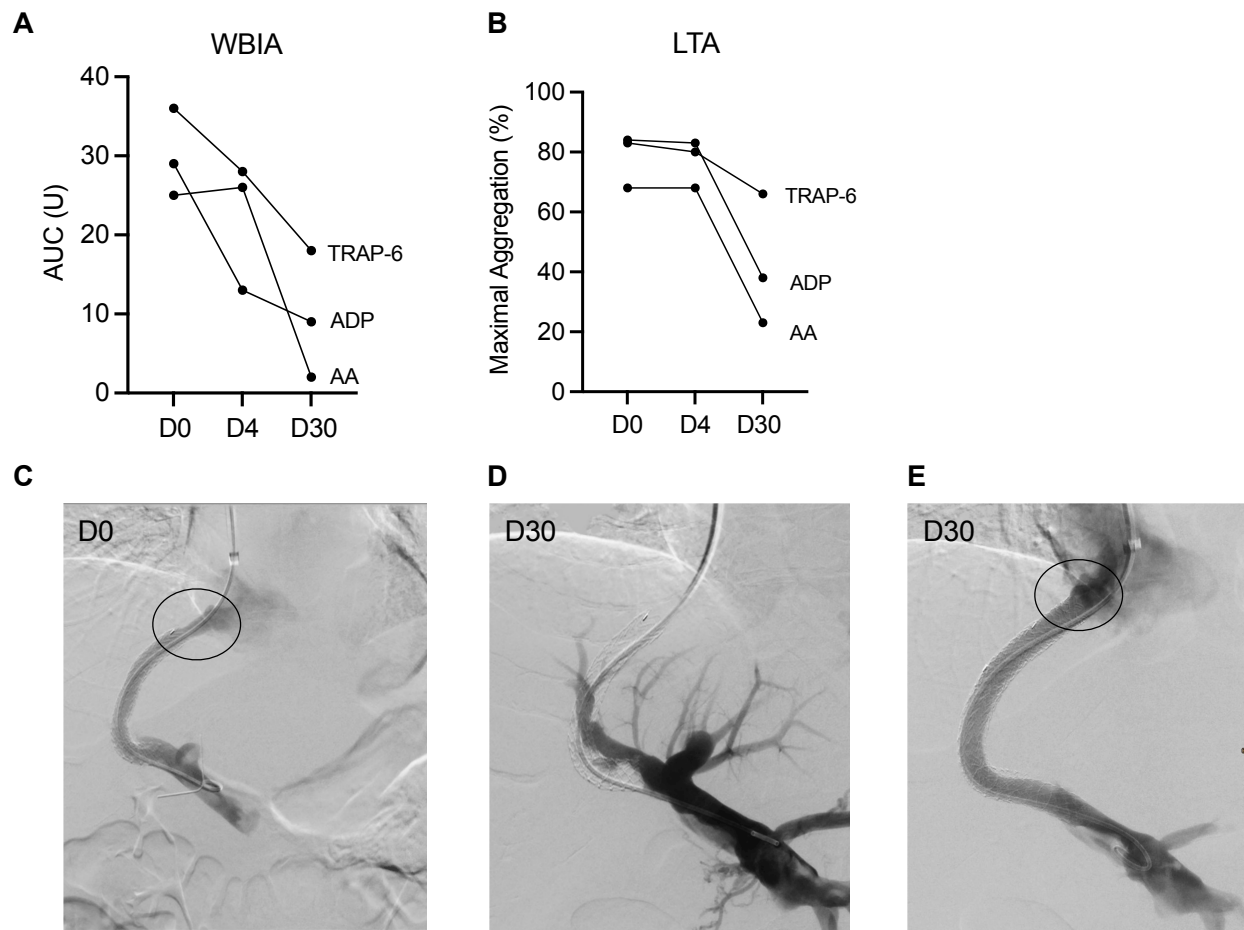 A
WBIA
AUC (U)
40
30
20
10
0
D0 D4 D30
TRAP-6
ADP
AA
B
LTA
Maximal Aggregation (%)
100
80
60
40
20
0
D0 D4 D30
TRAP-6
ADP
AA
C
D0
D
D30
E
D30